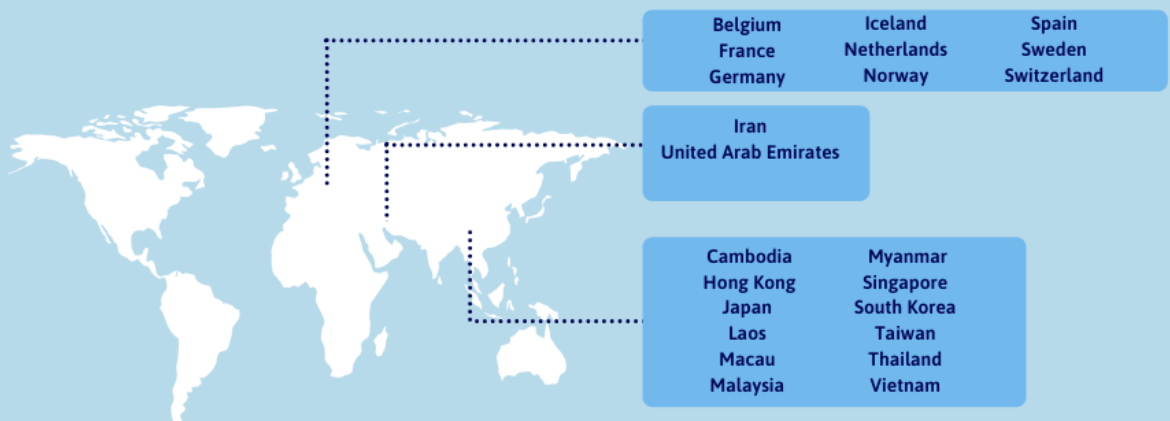 Belgium
France
Germany
Iceland
Netherlands
Norway
Spain
Sweden
Switzerland
Iran
United Arab Emirates
Cambodia
Hong Kong
Japan
Laos
Macau
Malaysia
Myanmar
Singapore
South Korea
Taiwan
Thailand
Vietnam